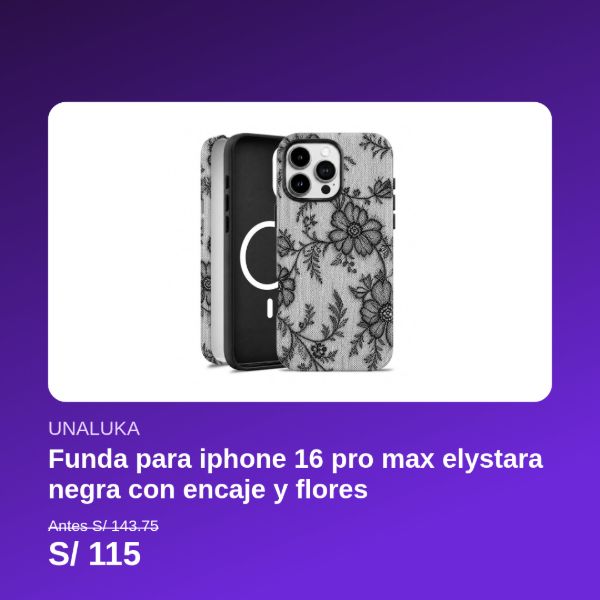 UNALUKA
Funda para iphone 16 pro max elystara
negra con encaje y flores
Antes S/ 143.75
S/ 115